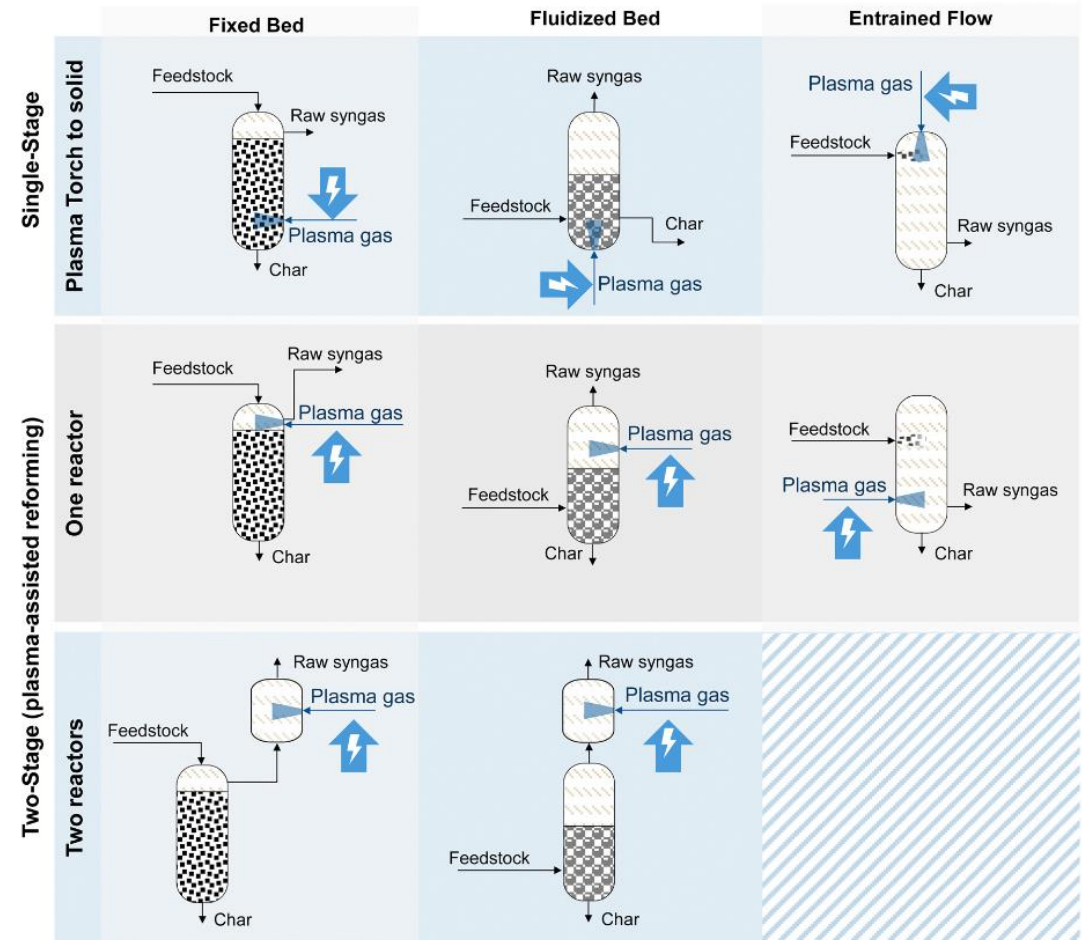 Fixed Bed
Fluidized Bed
Entrained Flow
Single-Stage
Plasma Torch to solid
Feedstock
Raw syngas
Plasma gas
Char
Raw syngas
Feedstock
Char
Plasma gas
Plasma gas
Feedstock
Raw syngas
Char
Two-Stage (plasma-assisted reforming)
One reactor
Feedstock
Raw syngas
Plasma gas
Char
Raw syngas
Plasma gas
Feedstock
Char
Feedstock
Plasma gas
Raw syngas
Char
Two reactors
Raw syngas
Plasma gas
Feedstock
Char
Raw syngas
Plasma gas
Feedstock
Char